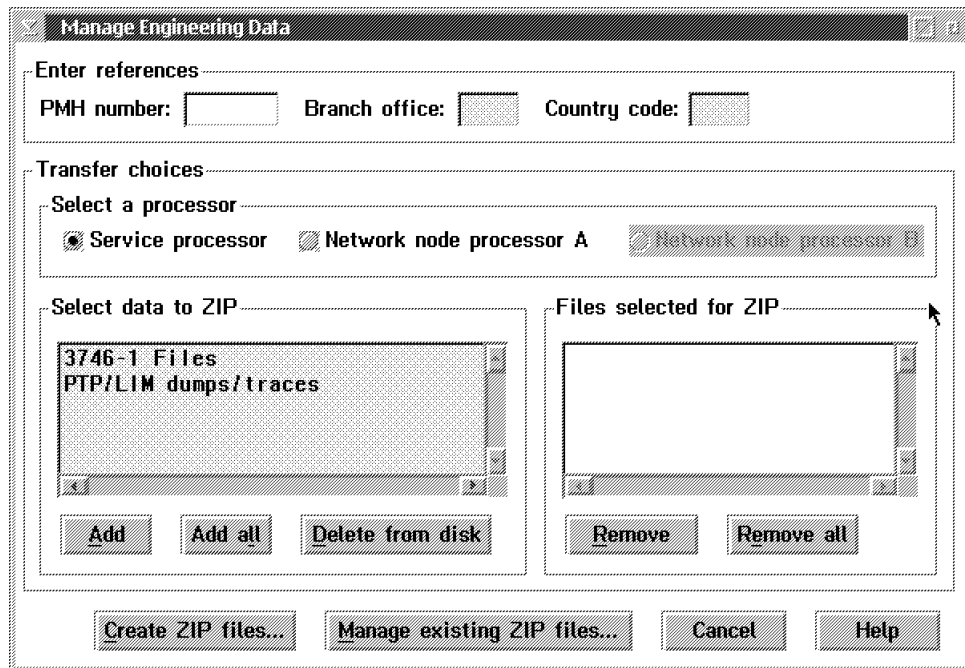 Manage Engineering Data
Enter references
PMH number: Branch office: Country code:
Transfer choices
Select a processor
Service processor Network node processor A Network node processor B
Select data to ZIP Files selected for ZIP
3746-1 Files
PTP/LIM dumps/traces
Add Add all Delete from disk Remove Remove all
Create ZIP files... Manage existing ZIP files... Cancel Help